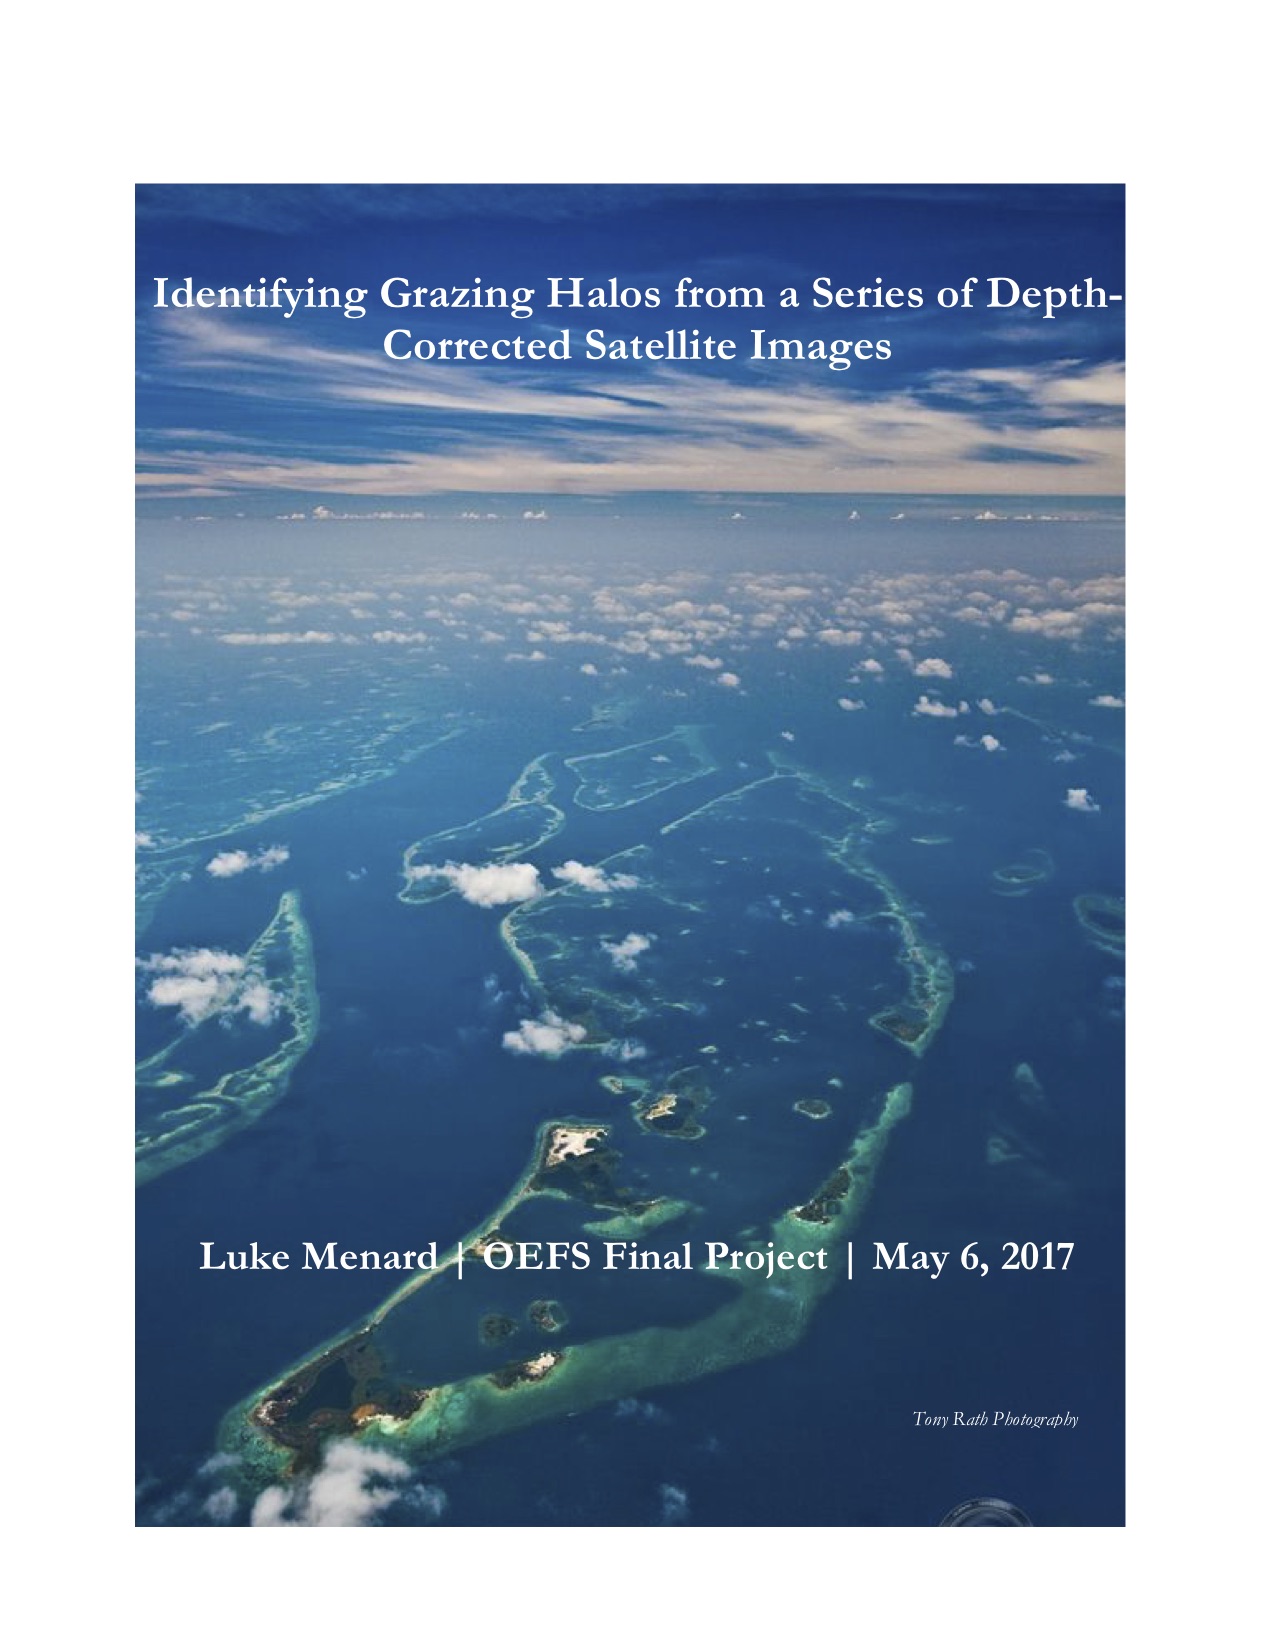 Identifying Grazing Halos from a Series of Depth-
Corrected Satellite Images
Luke Menard | OEFS Final Project | May 6, 2017
Tony Rath Photography